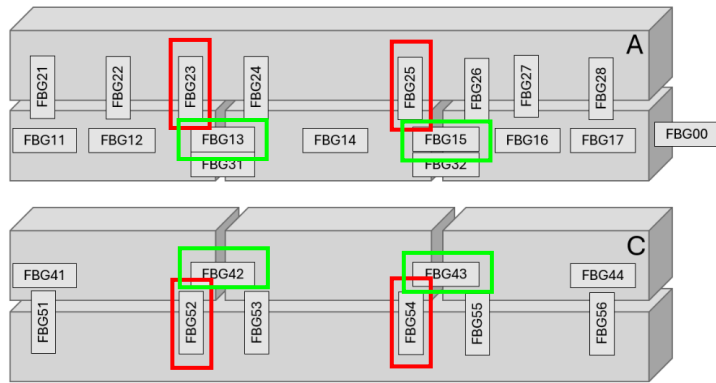 A
FBG21 FBG22 FBG23 FBG24 FBG25 FBG26 FBG27 FBG28
FBG11 FBG12 FBG13 FBG14 FBG15 FBG16 FBG17 FBG00
FBG31 FBG32
C
FBG41 FBG42 FBG43 FBG44
FBG51 FBG52 FBG53 FBG54 FBG55 FBG56